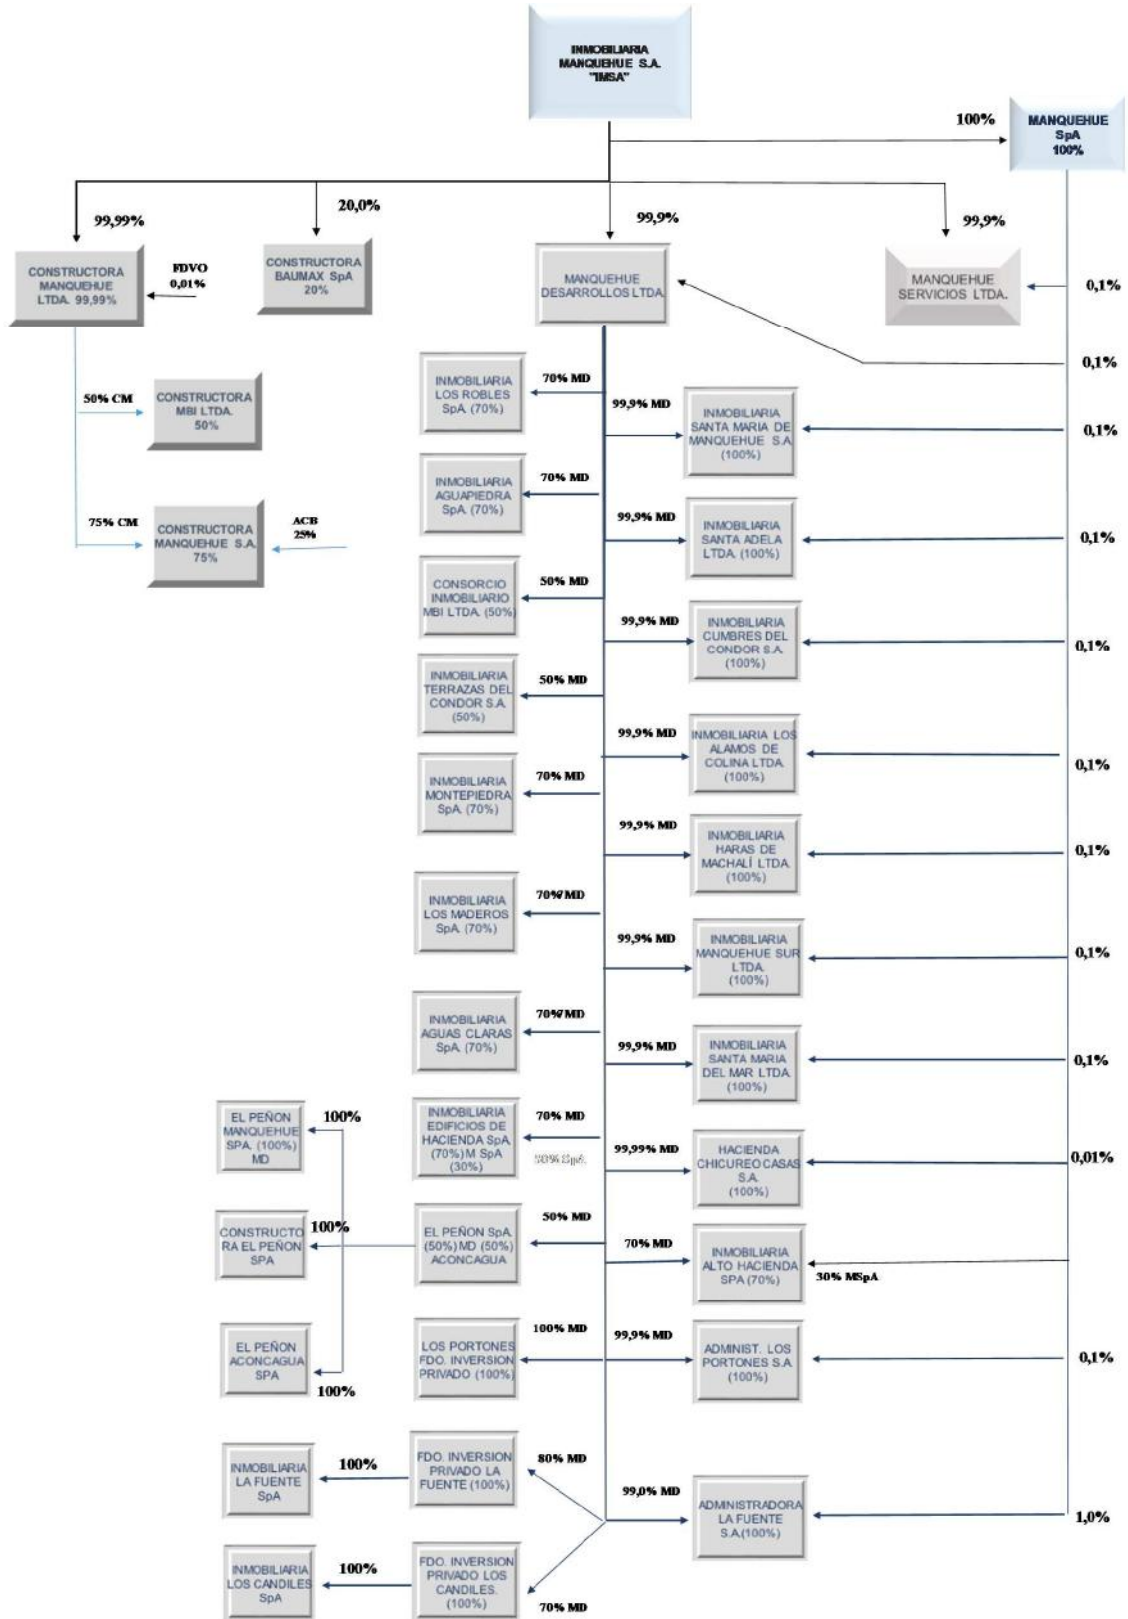 INMOBILIARIA
MANQUEHUE S.A.
"IMSA"
100%
MANQUEHUE
SpA
100%
99,99%
20,0%
99,9%
99,9%
CONSTRUCTORA
MANQUEHUE
LTDA. 99,99%
FDVO
0,01%
CONSTRUCTORA
BAUMAX SpA
20%
MANQUEHUE
DESARROLLOS LTDA.
MANQUEHUE
SERVICIOS LTDA.
0,1%
0,1%
50% CM
CONSTRUCTORA
MBI LTDA.
50%
75% CM
CONSTRUCTORA
MANQUEHUE S.A.
75%
ACB
25%
INMOBILIARIA
LOS ROBLES
SpA. (70%)
70% MD
99,9% MD
INMOBILIARIA
SANTA MARIA DE
MANQUEHUE S.A.
(100%)
0,1%
INMOBILIARIA
AGUAPIEDRA
SpA. (70%)
70% MD
99,9% MD
INMOBILIARIA
SANTA ADELA
LTDA. (100%)
0,1%
CONSORCIO
INMOBILIARIO
MBI LTDA. (50%)
50% MD
99,9% MD
INMOBILIARIA
CUMBRES DEL
CONDOR S.A.
(100%)
0,1%
INMOBILIARIA
TERRAZAS DEL
CONDOR S.A.
(50%)
50% MD
99,9% MD
INMOBILIARIA LOS
ALAMOS DE
COLINA LTDA.
(100%)
0,1%
INMOBILIARIA
MONTEPIEDRA
SpA. (70%)
70% MD
99,9% MD
INMOBILIARIA
HARAS DE
MACHALÍ LTDA.
(100%)
0,1%
INMOBILIARIA
LOS MADEROS
SpA. (70%)
70% MD
99,9% MD
INMOBILIARIA
MANQUEHUE SUR
LTDA.
(100%)
0,1%
INMOBILIARIA
AGUAS CLARAS
SpA. (70%)
70% MD
99,9% MD
INMOBILIARIA
SANTA MARIA
DEL MAR LTDA.
(100%)
0,1%
EL PEÑON
MANQUEHUE
SPA. (100%)
MD
100%
INMOBILIARIA
EDIFICIOS DE
HACIENDA SpA.
(70%) M SpA
(30%)
70% MD
99,99% MD
HACIENDA
CHICUREO CASAS
S.A.
(100%)
0,01%
CONSTRUCTO
RA EL PEÑON
SPA
100%
EL PEÑON SpA.
(50%) MD (50%)
ACONCAGUA
50% MD
70% MD
INMOBILIARIA
ALTO HACIENDA
SPA (70%)
30% MSpA
EL PEÑON
ACONCAGUA
SPA
100%
LOS PORTONES
FDO. INVERSION
PRIVADO (100%)
100% MD
99,9% MD
ADMINIST. LOS
PORTONES S.A.
(100%)
0,1%
INMOBILIARIA
LA FUENTE
SpA
100%
FDO. INVERSION
PRIVADO LA
FUENTE (100%)
80% MD
99,0% MD
ADMINISTRADORA
LA FUENTE
S.A.(100%)
1,0%
INMOBILIARIA
LOS CANDILES
SpA
100%
FDO. INVERSION
PRIVADO LOS
CANDILES.
(100%)
70% MD